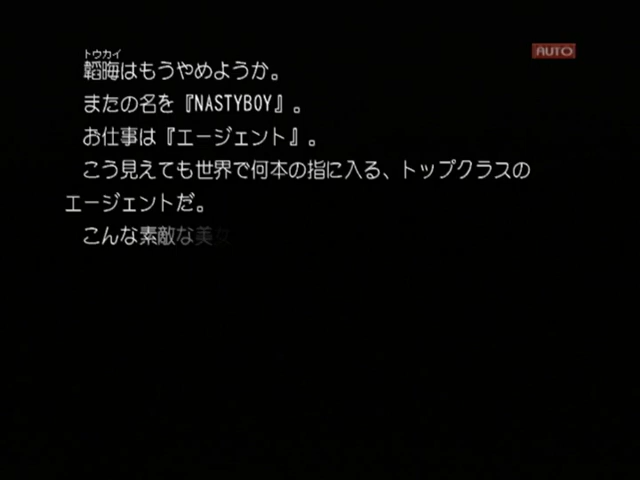 AUTO
トウカイ
韜晦はもうやめようか。
またの名を『NASTYBOY』。
お仕事は『エージェント』。
こう見えても世界で何本の指に入る、トップクラスの
エージェントだ。
こんな素敵な美女